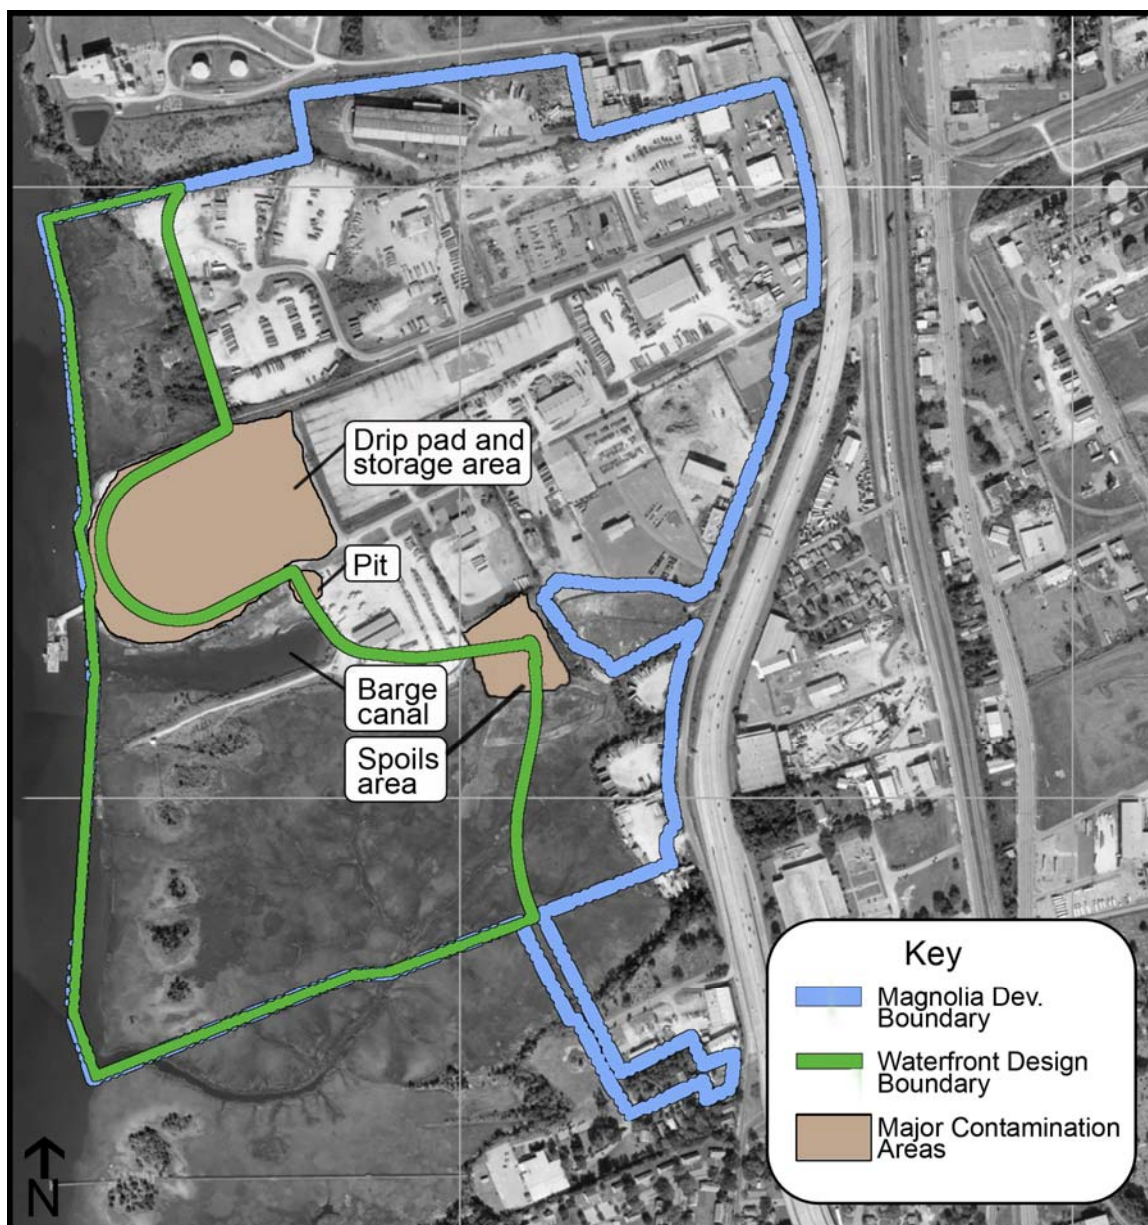 Drip pad and
storage area
Pit
Barge
canal
Spoils
area
Key
Magnolia Dev.
Boundary
Waterfront Design
Boundary
Major Contamination
Areas
N